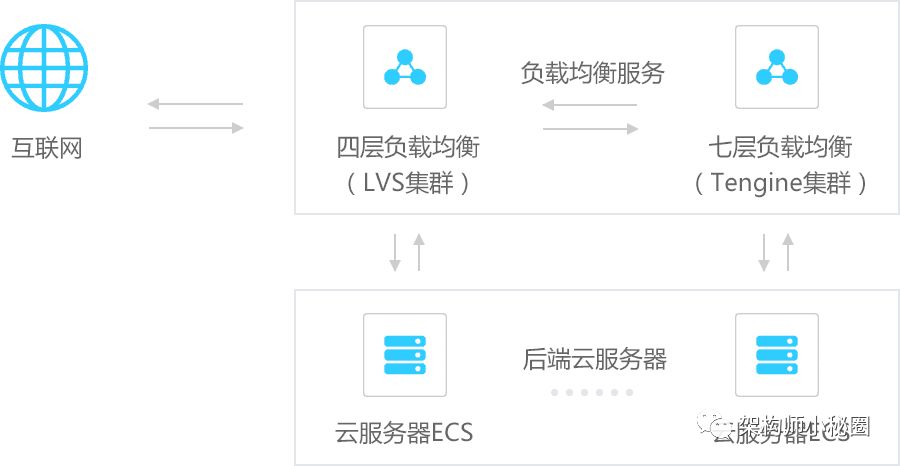 负载均衡服务
互联网
四层负载均衡
（LVS集群）
七层负载均衡
（Tengine集群）
后端云服务器
云服务器ECS
云服务器ECS
架构师小秘圈